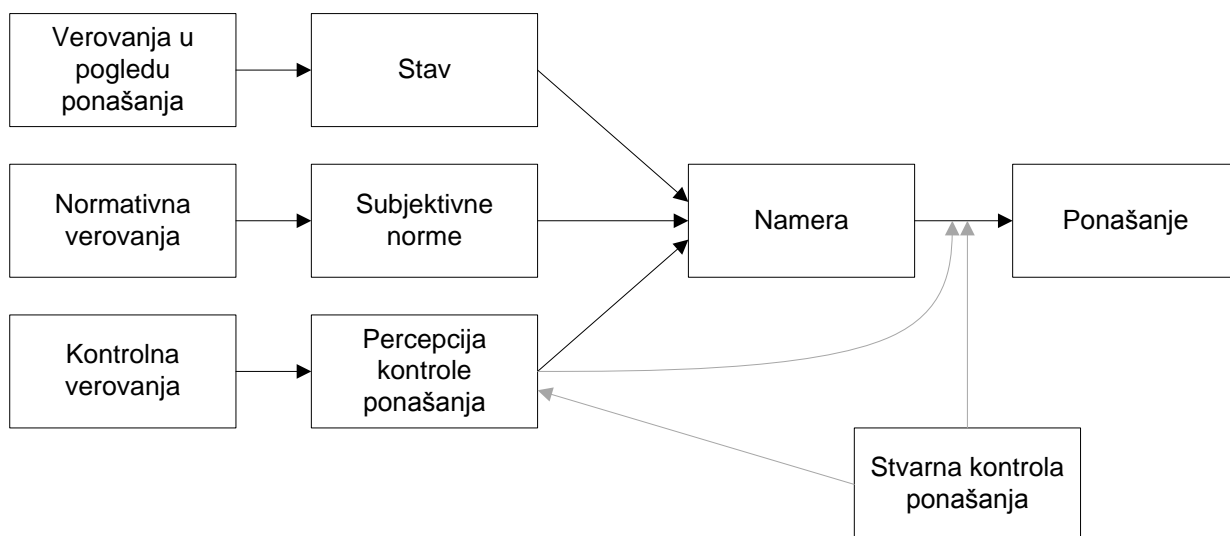 Verovanja u
pogledu
ponašanja
Stav
Normativna
verovanja
Subjektivne
norme
Namera
Ponašanje
Kontrolna
verovanja
Percepcija
kontrole
ponašanja
Stvarna kontrola
ponašanja